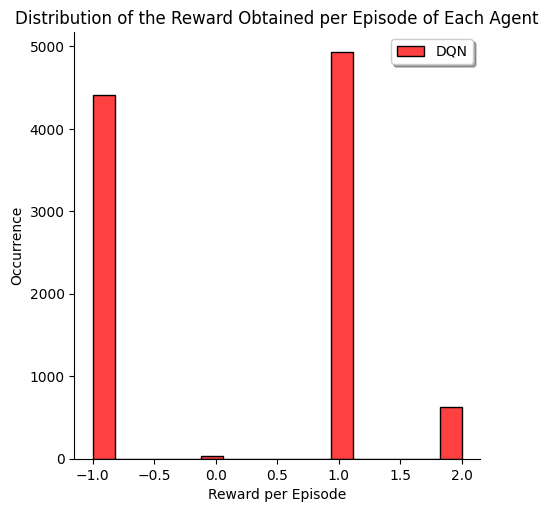 Distribution of the Reward Obtained per Episode of Each Agent
DQN
5000
4000
3000
2000
1000
0
Occurrence
−1.0 −0.5 0.0 0.5 1.0 1.5 2.0
Reward per Episode